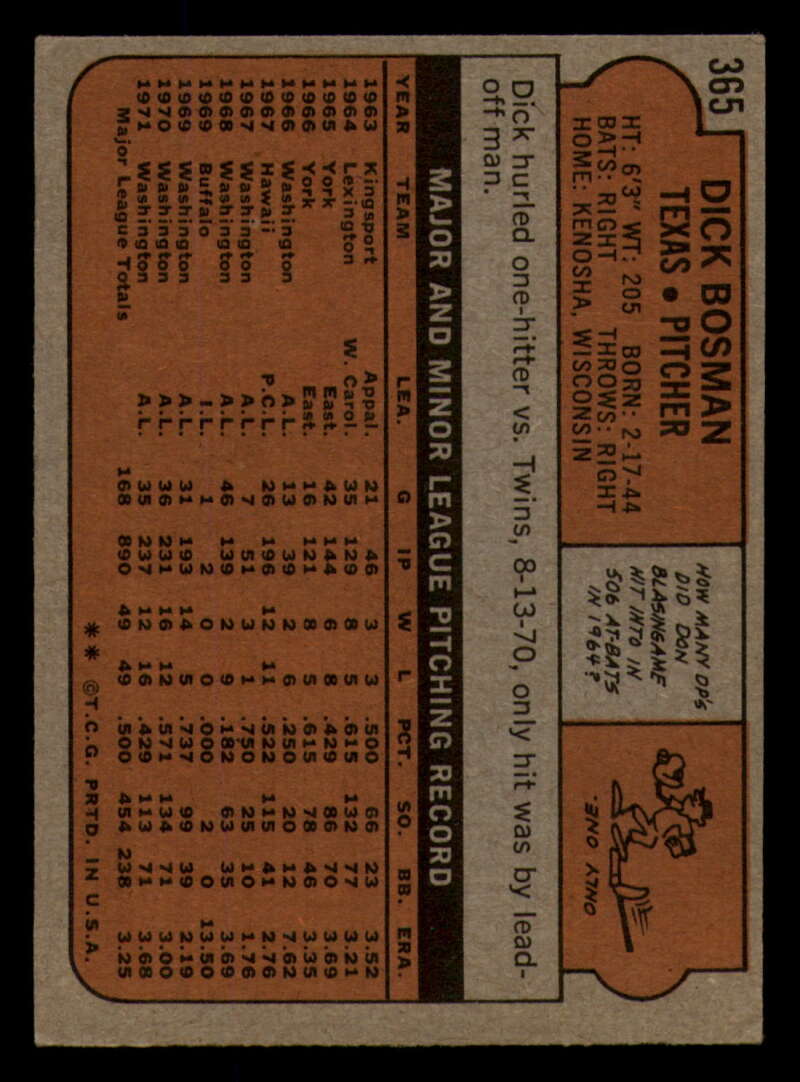 365
DICK BOSMAN
TEXAS • PITCHER
HT: 6'3" WT: 205 BORN: 2-17-44
BATS: RIGHT THROWS: RIGHT
HOME: KENOSHA, WISCONSIN
HOW MANY DP'S
DID DON
BLASINGAME
HIT INTO IN
506 AT-BATS
IN 1964?
ONLY ONE.
Dick hurled one-hitter vs. Twins, 8-13-70, only hit was by lead-
off man.
MAJOR AND MINOR LEAGUE PITCHING RECORD
YEAR TEAM LEA. G IP W L PCT. SO. BB. ERA.
1963 Kingsport Appal. 21 46 3 3 .500 66 23 3.52
1964 Lexington W. Carol. 35 129 8 5 .615 132 77 3.21
1965 York East. 42 144 6 8 .429 86 70 3.69
1966 York East. 16 121 8 5 .615 78 46 3.35
1966 Washington A.L. 13 39 2 6 .250 20 12 7.62
1967 Hawaii P.C.L. 26 196 12 11 .522 115 41 2.76
1967 Washington A.L. 7 51 3 1 .750 25 10 1.76
1968 Washington A.L. 46 139 2 9 .182 63 35 3.69
1969 Buffalo I.L. 1 2 0 0 .000 2 0 13.50
1969 Washington A.L. 31 193 14 5 .737 99 39 2.19
1970 Washington A.L. 36 231 16 12 .571 134 71 3.00
1971 Washington A.L. 35 237 12 16 .429 113 71 3.68
Major League Totals 168 890 49 49 .500 454 238 3.25
** ©T.C.G. PRTD. IN U.S.A.